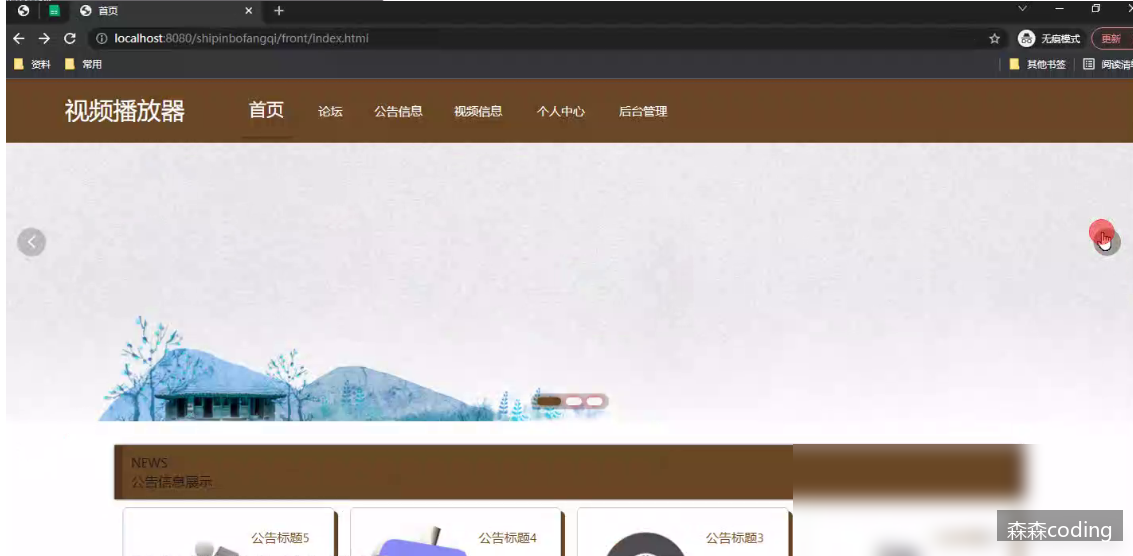 首页
localhost:8080/shipinbofangqi/front/index.html
无痕模式
更新
资料
常用
其他书签
阅读清单
视频播放器
首页
论坛
公告信息
视频信息
个人中心
后台管理
NEWS
公告信息展示
公告标题5
公告标题4
公告标题3
森森coding